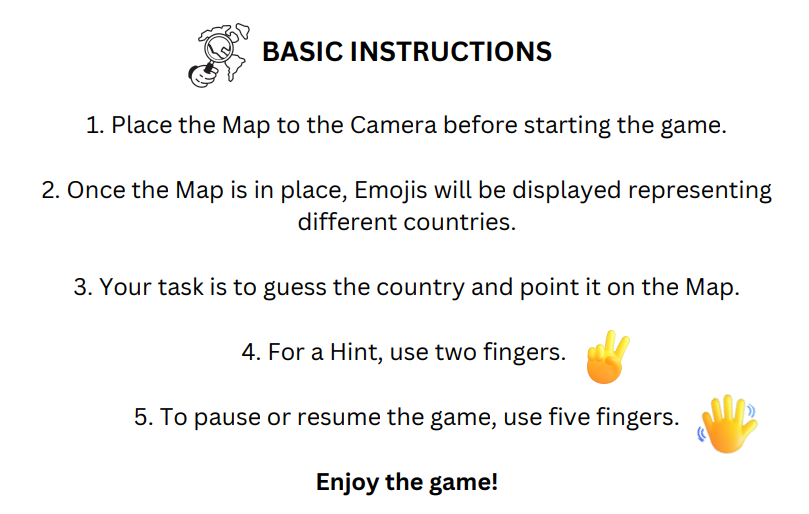 BASIC INSTRUCTIONS
1. Place the Map to the Camera before starting the game.
2. Once the Map is in place, Emojis will be displayed representing
different countries.
3. Your task is to guess the country and point it on the Map.
4. For a Hint, use two fingers.
5. To pause or resume the game, use five fingers.
Enjoy the game!